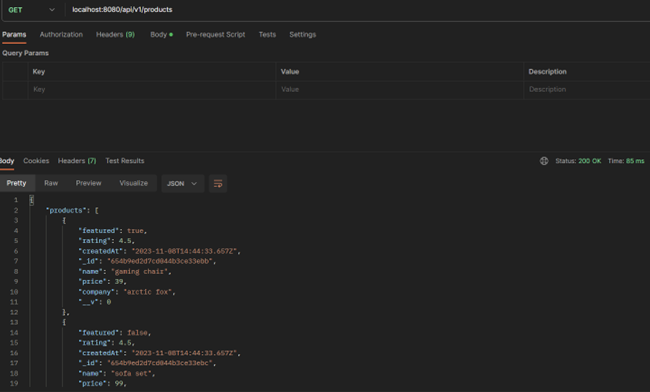 GET localhost:8080/api/v1/products
Params Authorization Headers (9) Body Pre-request Script Tests Settings
Query Params
Key Value Description
Key Value Description
Body Cookies Headers (7) Test Results Status: 200 OK Time: 85 ms
Pretty Raw Preview Visualize JSON
1 {
2 "products": [
3 {
4 "featured": true,
5 "rating": 4.5,
6 "createdAt": "2023-11-08T14:44:33.657Z",
7 "_id": "654b9ed2d7cd844b3ce33ebb",
8 "name": "gaming chair",
9 "price": 39,
10 "company": "arctic fox",
11 "__v": 0
12 },
13 {
14 "featured": false,
15 "rating": 4.5,
16 "createdAt": "2023-11-08T14:44:33.657Z",
17 "_id": "654b9ed2d7cd844b3ce33ebc",
18 "name": "sofa set",
19 "price": 99,